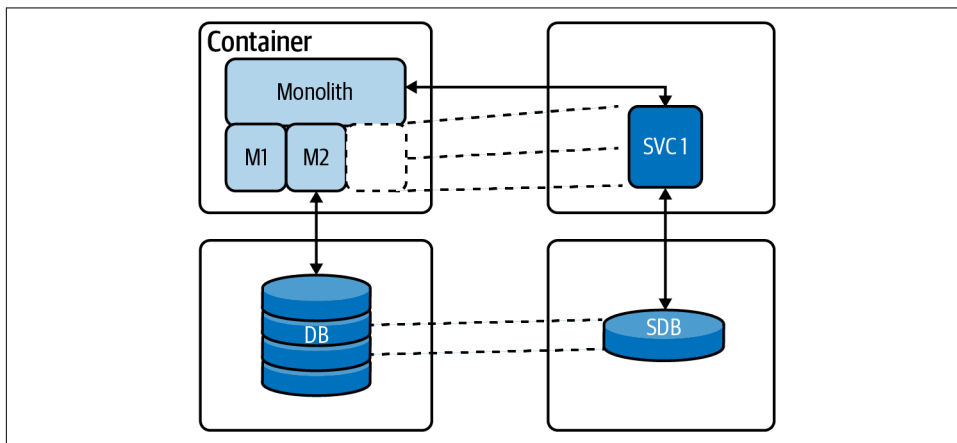 Container
Monolith
M1
M2
SVC 1
DB
SDB